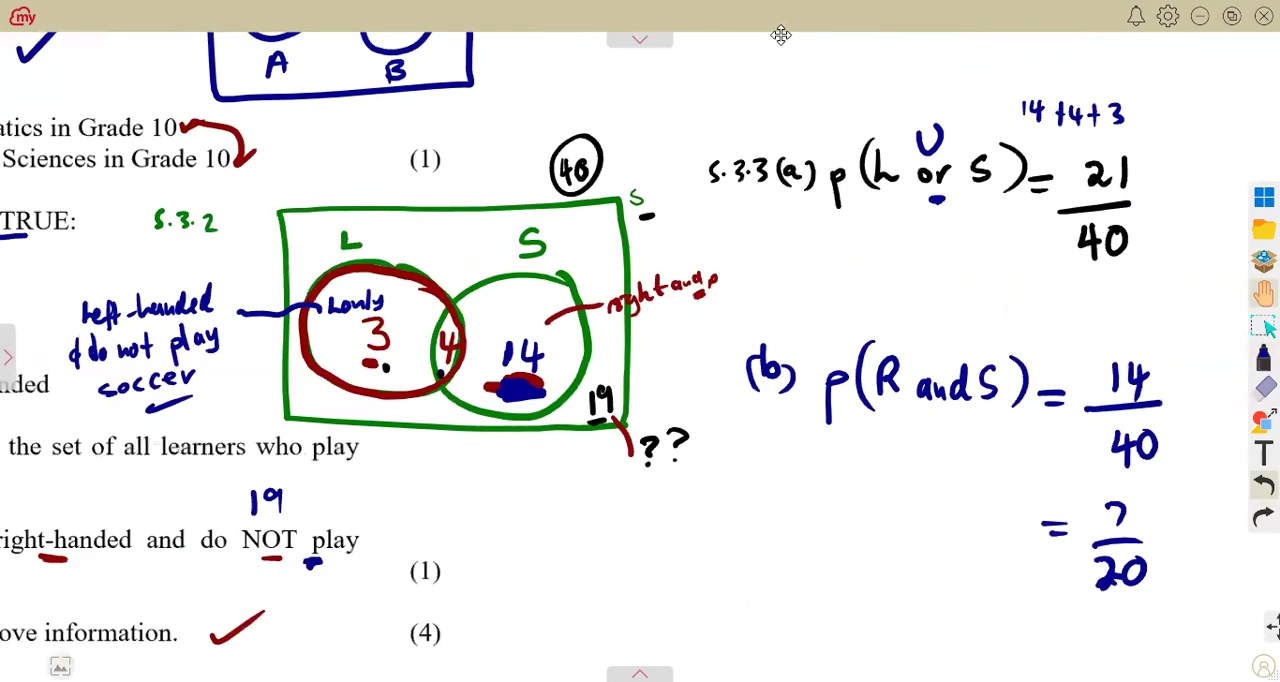 my
A
B
atics in Grade 10
Sciences in Grade 10
(1)
TRUE:
5.3.2
40
S
L
S
left-handed
& do not play
soccer
honly
3
4
14
right and p
19
??
nded
the set of all learners who play
19
right-handed and do NOT play
(1)
ove information.
(4)
14 + 4 + 3
U
5.3.3 (a) P(L or S) = 21
40
(b) P(R and S) = 14
40
= 7
20
T